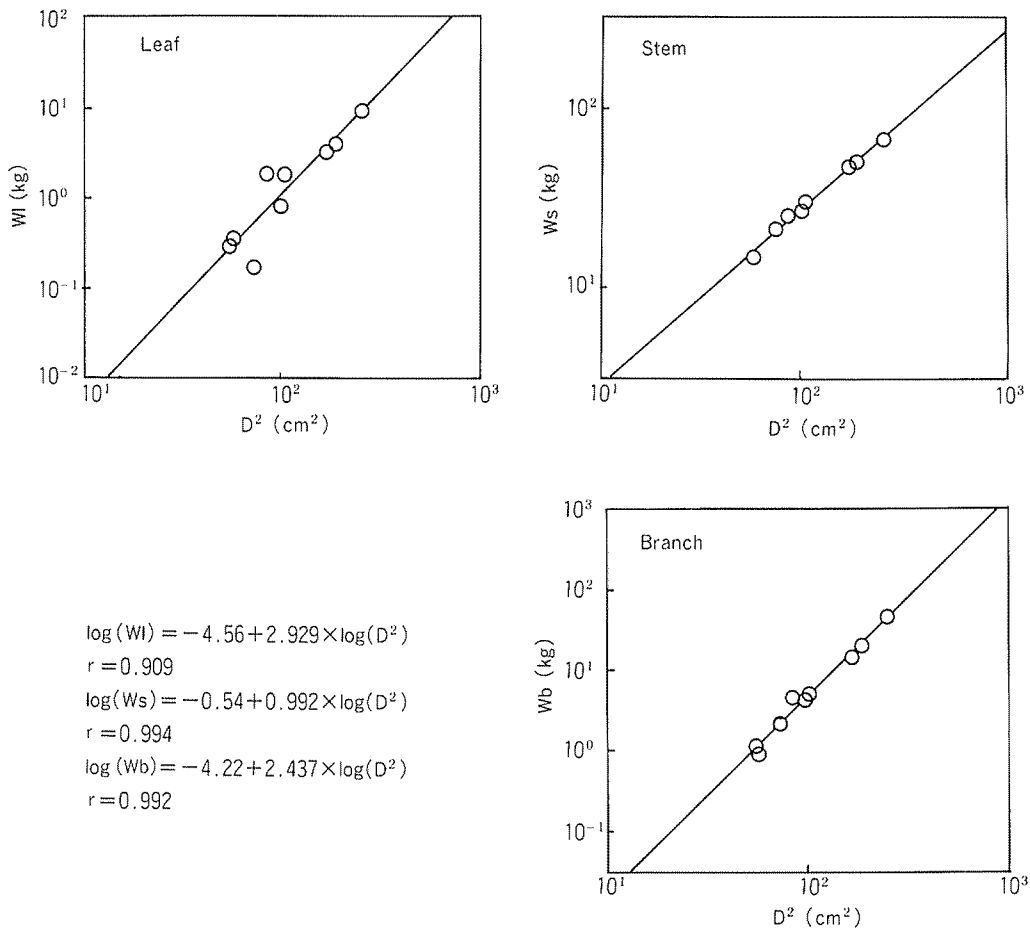 Leaf
10²
10¹
10⁰
10⁻¹
10⁻²
Wl (kg)
10¹ 10² 10³
D² (cm²)
Stem
10²
10¹
Ws (kg)
10¹ 10² 10³
D² (cm²)
log(Wl)=−4.56+2.929×log(D²)
r=0.909
log(Ws)=−0.54+0.992×log(D²)
r=0.994
log(Wb)=−4.22+2.437×log(D²)
r=0.992
Branch
10³
10²
10¹
10⁰
10⁻¹
Wb (kg)
10¹ 10² 10³
D² (cm²)